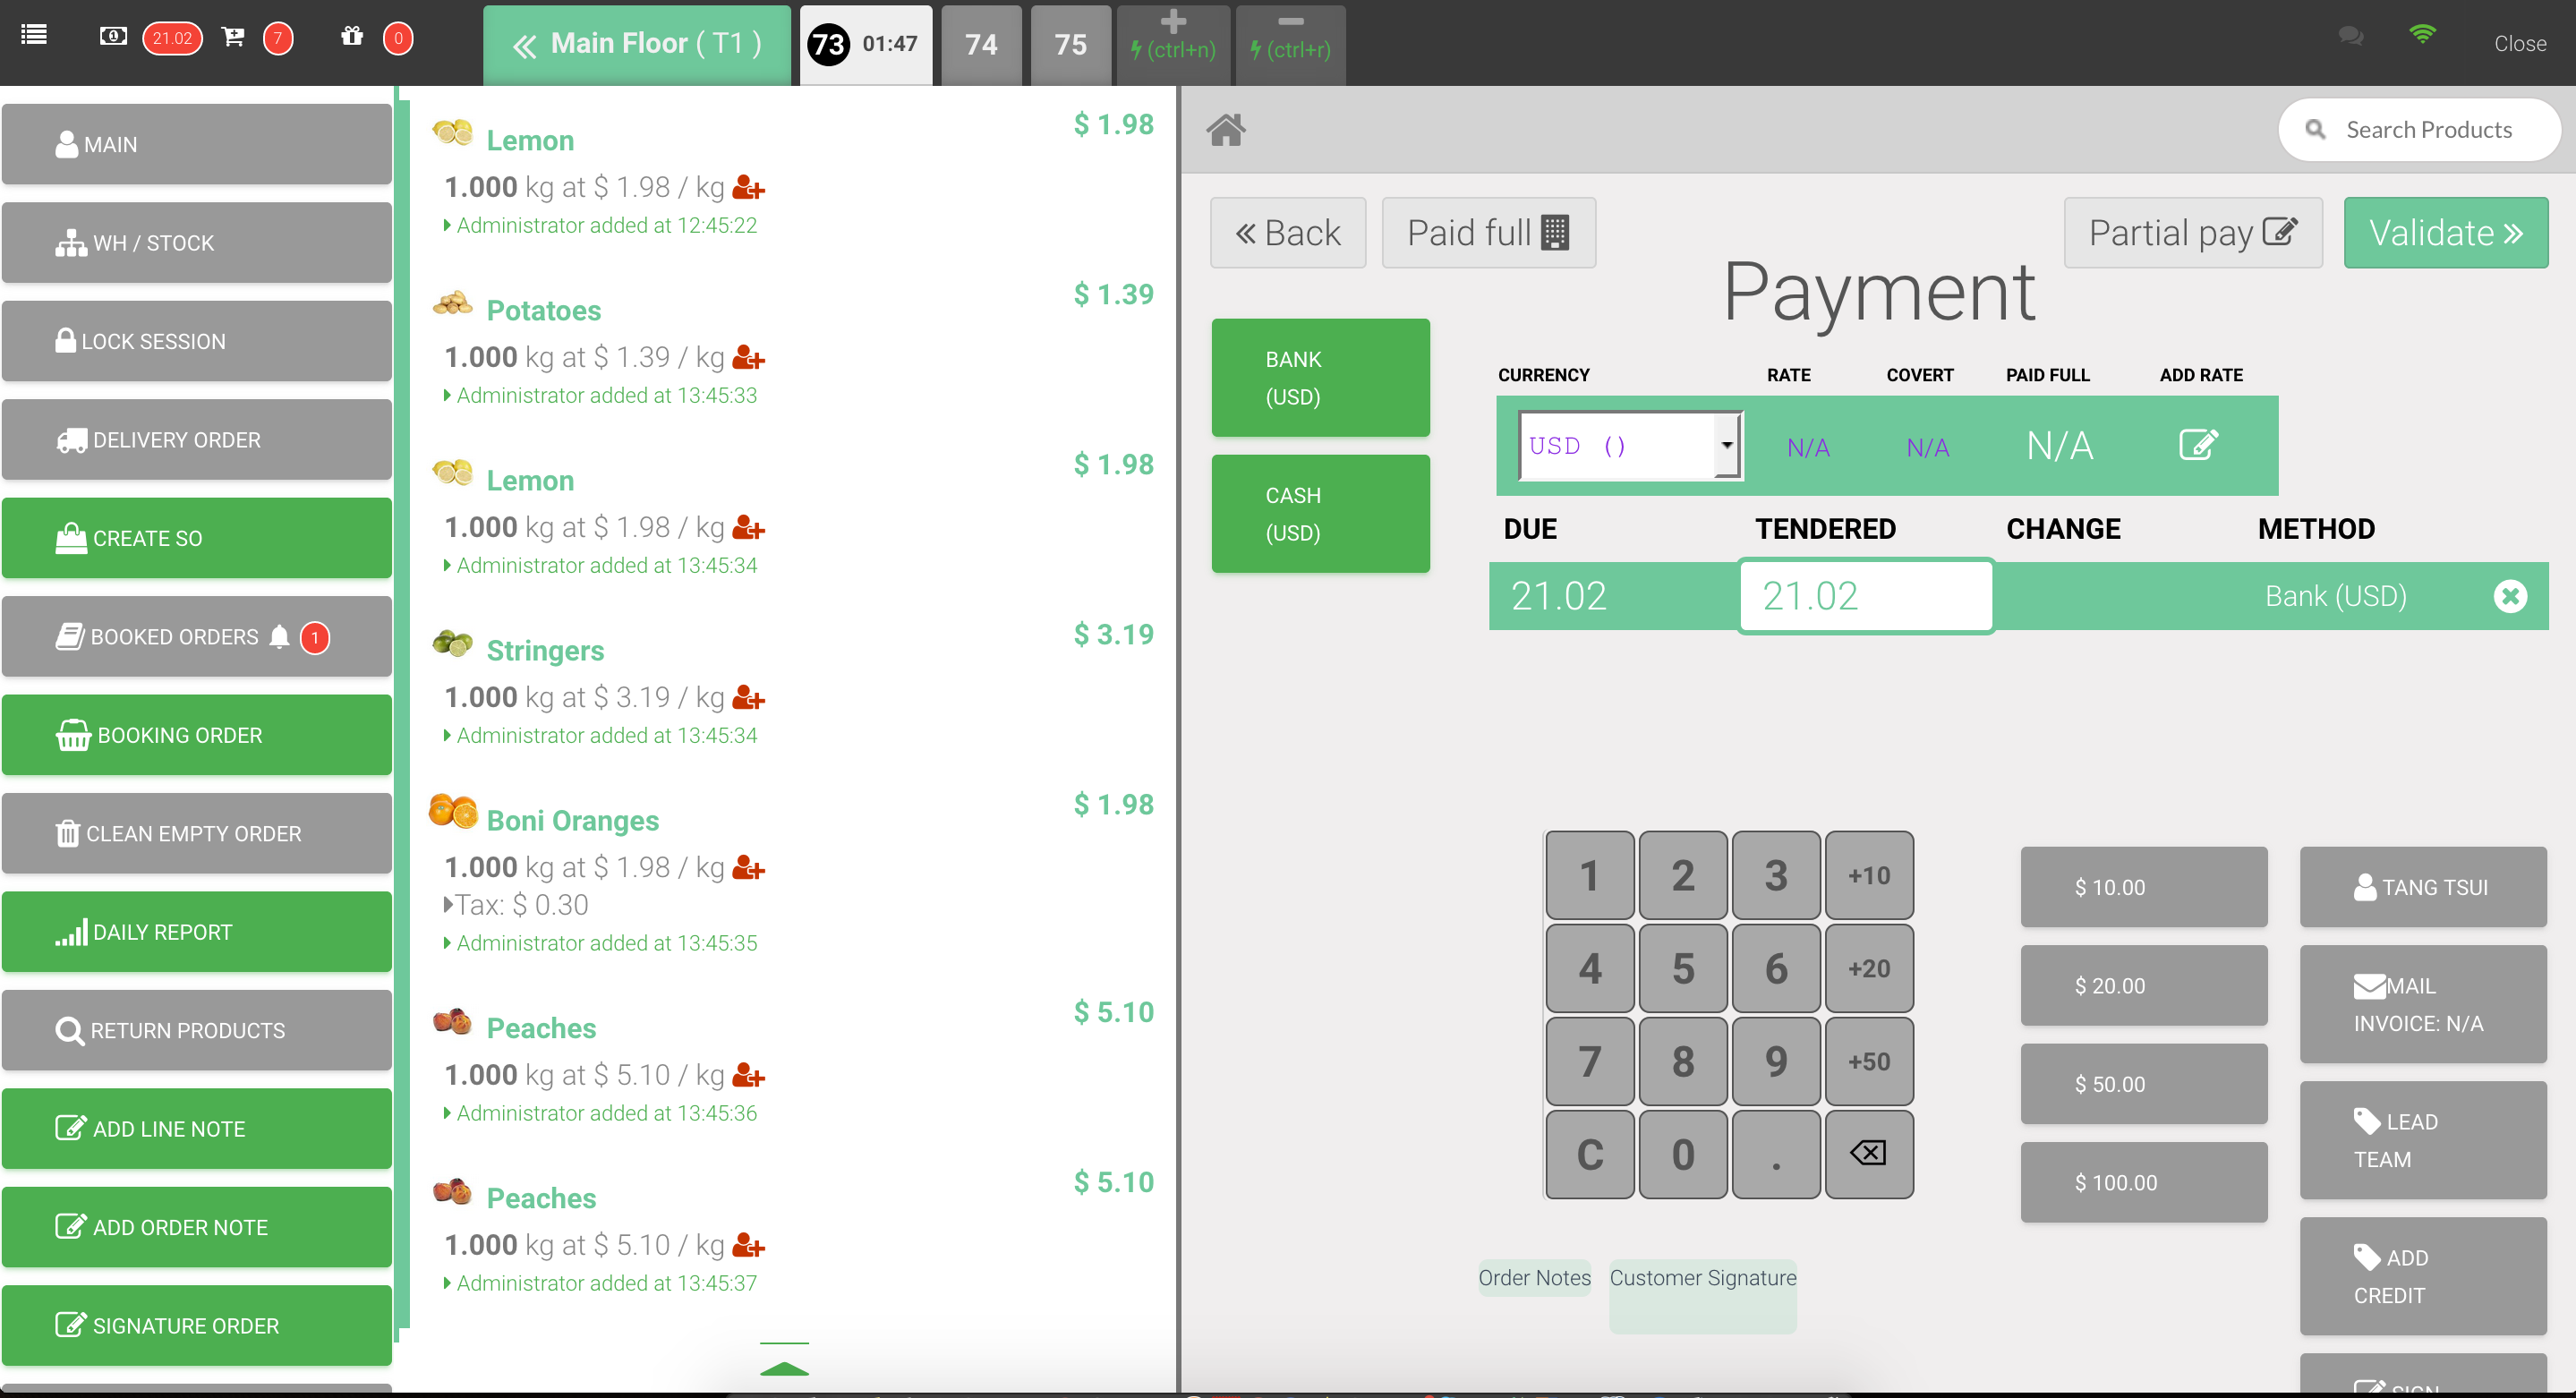 21.02
7
0
Main Floor ( T1 )
73 01:47
74
75
(ctrl+n)
(ctrl+r)
Close
MAIN
WH / STOCK
LOCK SESSION
DELIVERY ORDER
CREATE SO
BOOKED ORDERS 1
BOOKING ORDER
CLEAN EMPTY ORDER
DAILY REPORT
RETURN PRODUCTS
ADD LINE NOTE
ADD ORDER NOTE
SIGNATURE ORDER
Lemon $ 1.98
1.000 kg at $ 1.98 / kg
Administrator added at 12:45:22
Potatoes $ 1.39
1.000 kg at $ 1.39 / kg
Administrator added at 13:45:33
Lemon $ 1.98
1.000 kg at $ 1.98 / kg
Administrator added at 13:45:34
Stringers $ 3.19
1.000 kg at $ 3.19 / kg
Administrator added at 13:45:34
Boni Oranges $ 1.98
1.000 kg at $ 1.98 / kg
Tax: $ 0.30
Administrator added at 13:45:35
Peaches $ 5.10
1.000 kg at $ 5.10 / kg
Administrator added at 13:45:36
Peaches $ 5.10
1.000 kg at $ 5.10 / kg
Administrator added at 13:45:37
Search Products
Back
Paid full
Partial pay
Validate
Payment
BANK
(USD)
CASH
(USD)
CURRENCY RATE COVERT PAID FULL ADD RATE
USD () N/A N/A N/A
DUE TENDERED CHANGE METHOD
21.02 21.02 Bank (USD)
1 2 3 +10
4 5 6 +20
7 8 9 +50
C 0 .
$ 10.00
$ 20.00
$ 50.00
$ 100.00
TANG TSUI
MAIL
INVOICE: N/A
LEAD
TEAM
ADD
CREDIT
Order Notes
Customer Signature